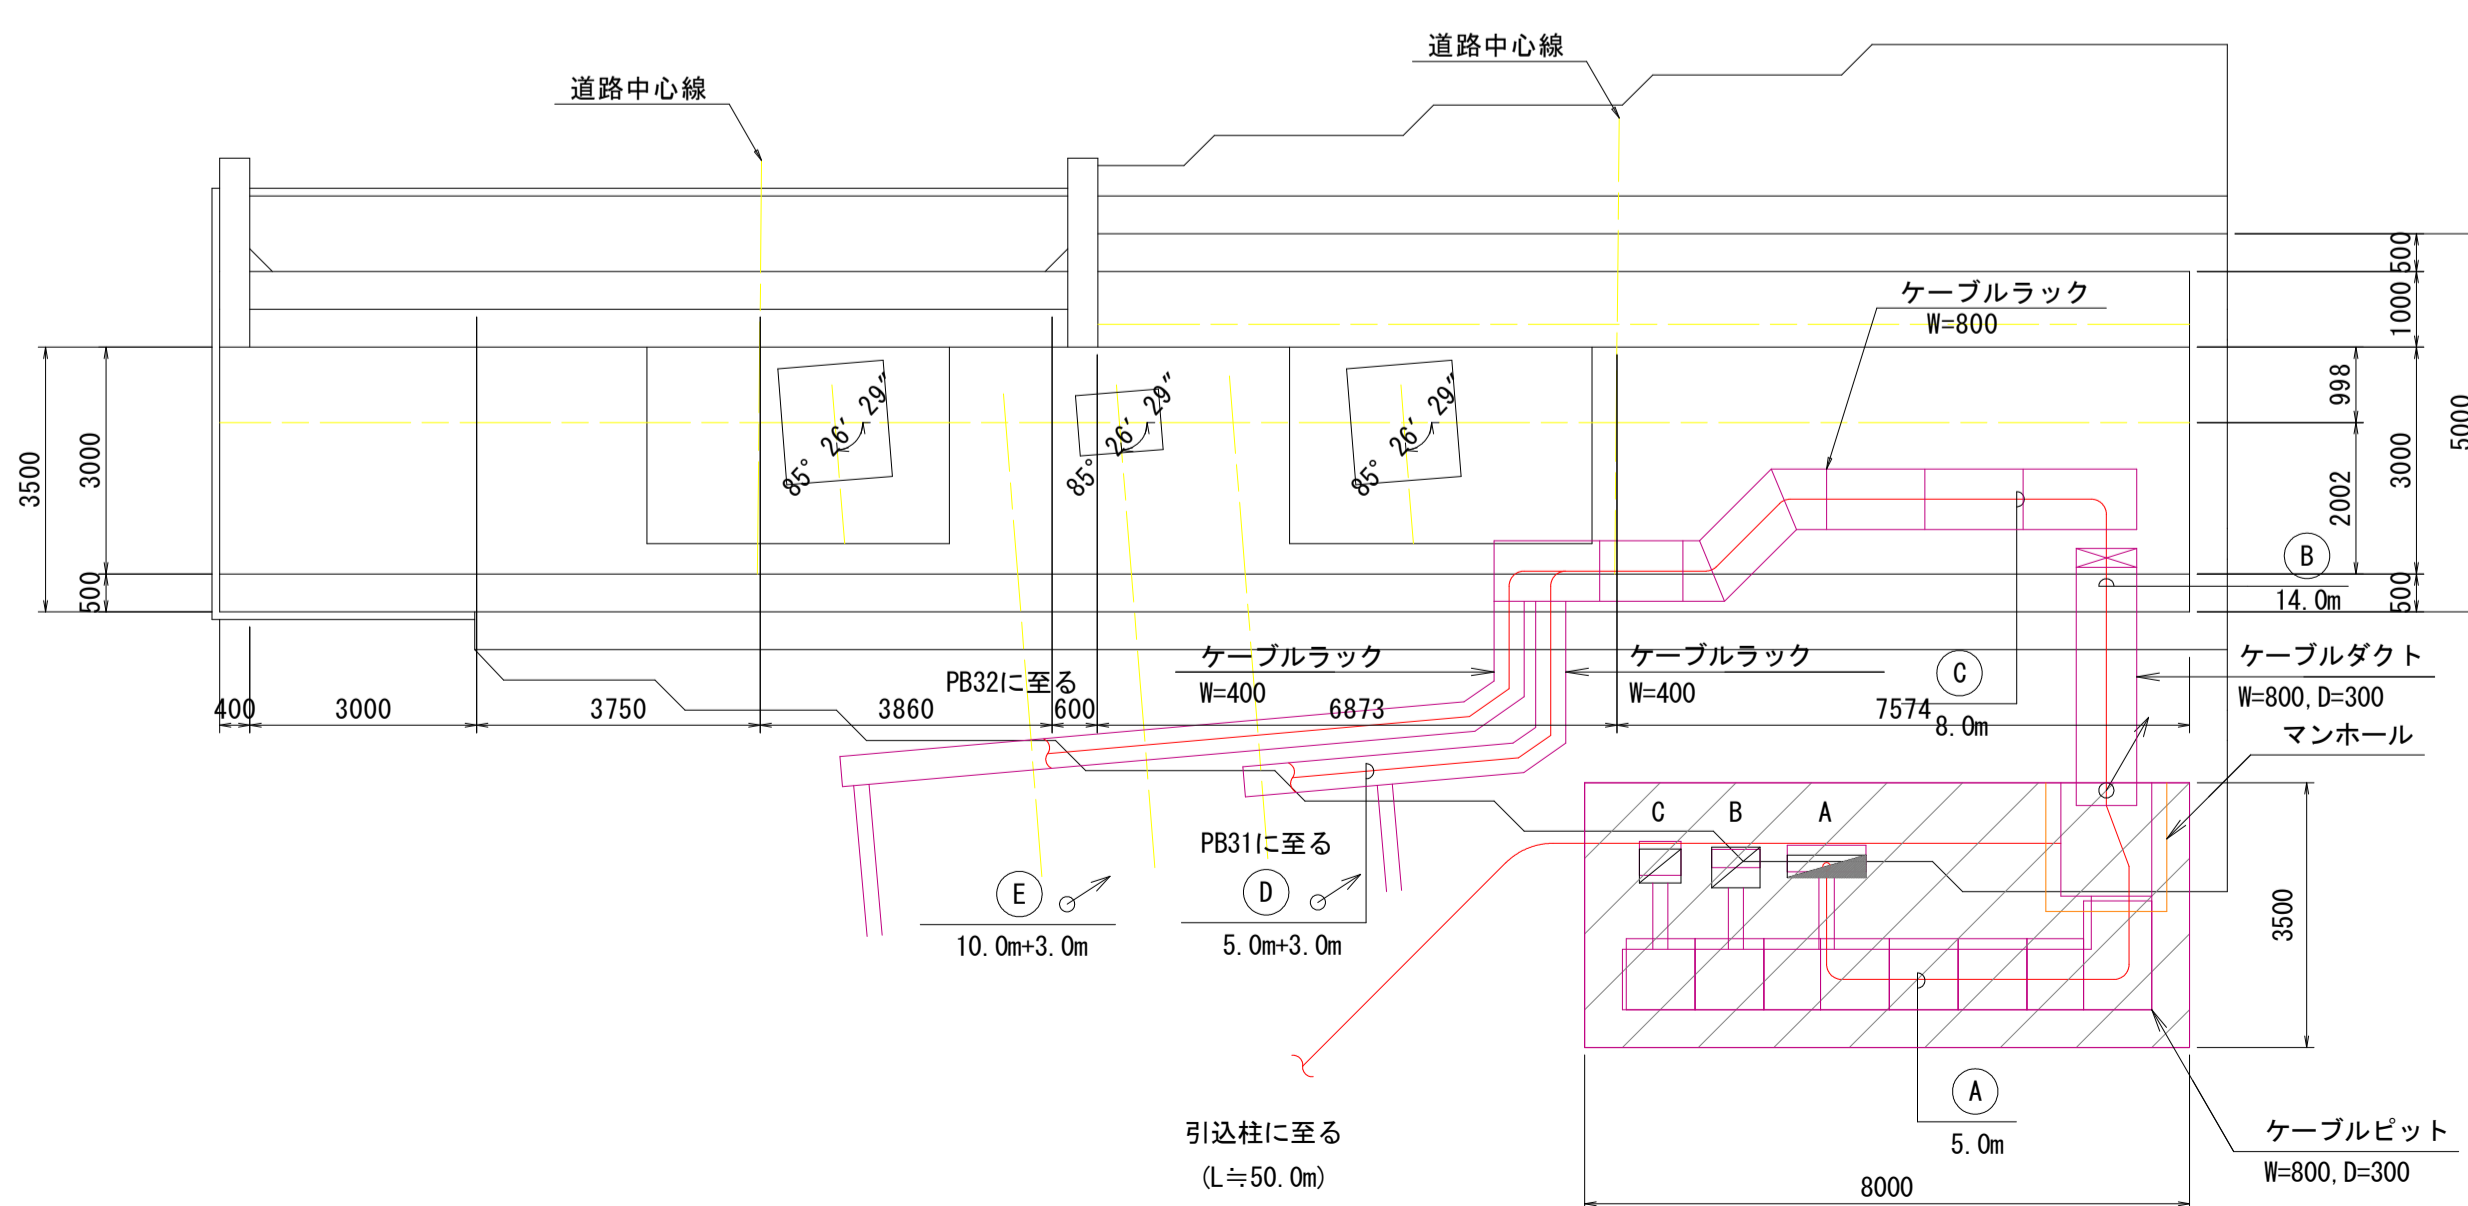 道路中心線
道路中心線
ケーブルラック
W=800
500
1000
998
3000
2002
500
5000
3500
3000
500
85° 26′ 29″
85° 26′ 29″
85° 26′ 29″
B
14.0m
ケーブルラック
W=400
ケーブルラック
W=400
C
8.0m
ケーブルダクト
W=800,D=300
マンホール
PB32に至る
400
3000
3750
3860
600
6873
7574
C
B
A
PB31に至る
E
10.0m+3.0m
D
5.0m+3.0m
3500
A
5.0m
引込柱に至る
(L≒50.0m)
ケーブルピット
W=800,D=300
8000